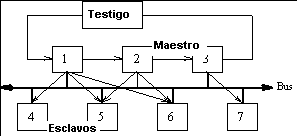 Testigo
Maestro
1 2 3
Bus
4 5 6 7
Esclavos